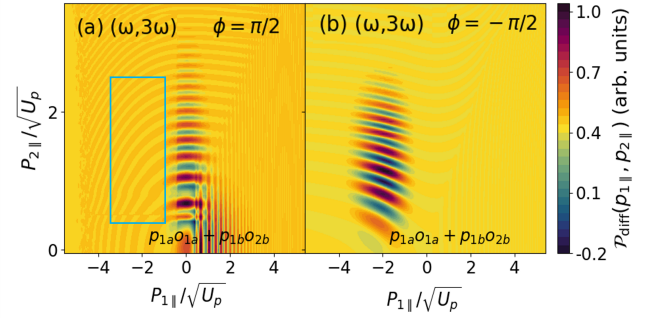 (a) (ω,3ω) ϕ = π/2
(b) (ω,3ω) ϕ = − π/2
P₂∥/√Uₚ
2
0
p₁ₐo₁ₐ + p₁bo₂b
p₁ₐo₁ₐ + p₁bo₂b
−4 −2 0 2 4
−4 −2 0 2 4
P₁∥/√Uₚ
P₁∥/√Uₚ
1.0
0.7
0.4
0.1
-0.2
𝒫diff(p₁∥, p₂∥) (arb. units)